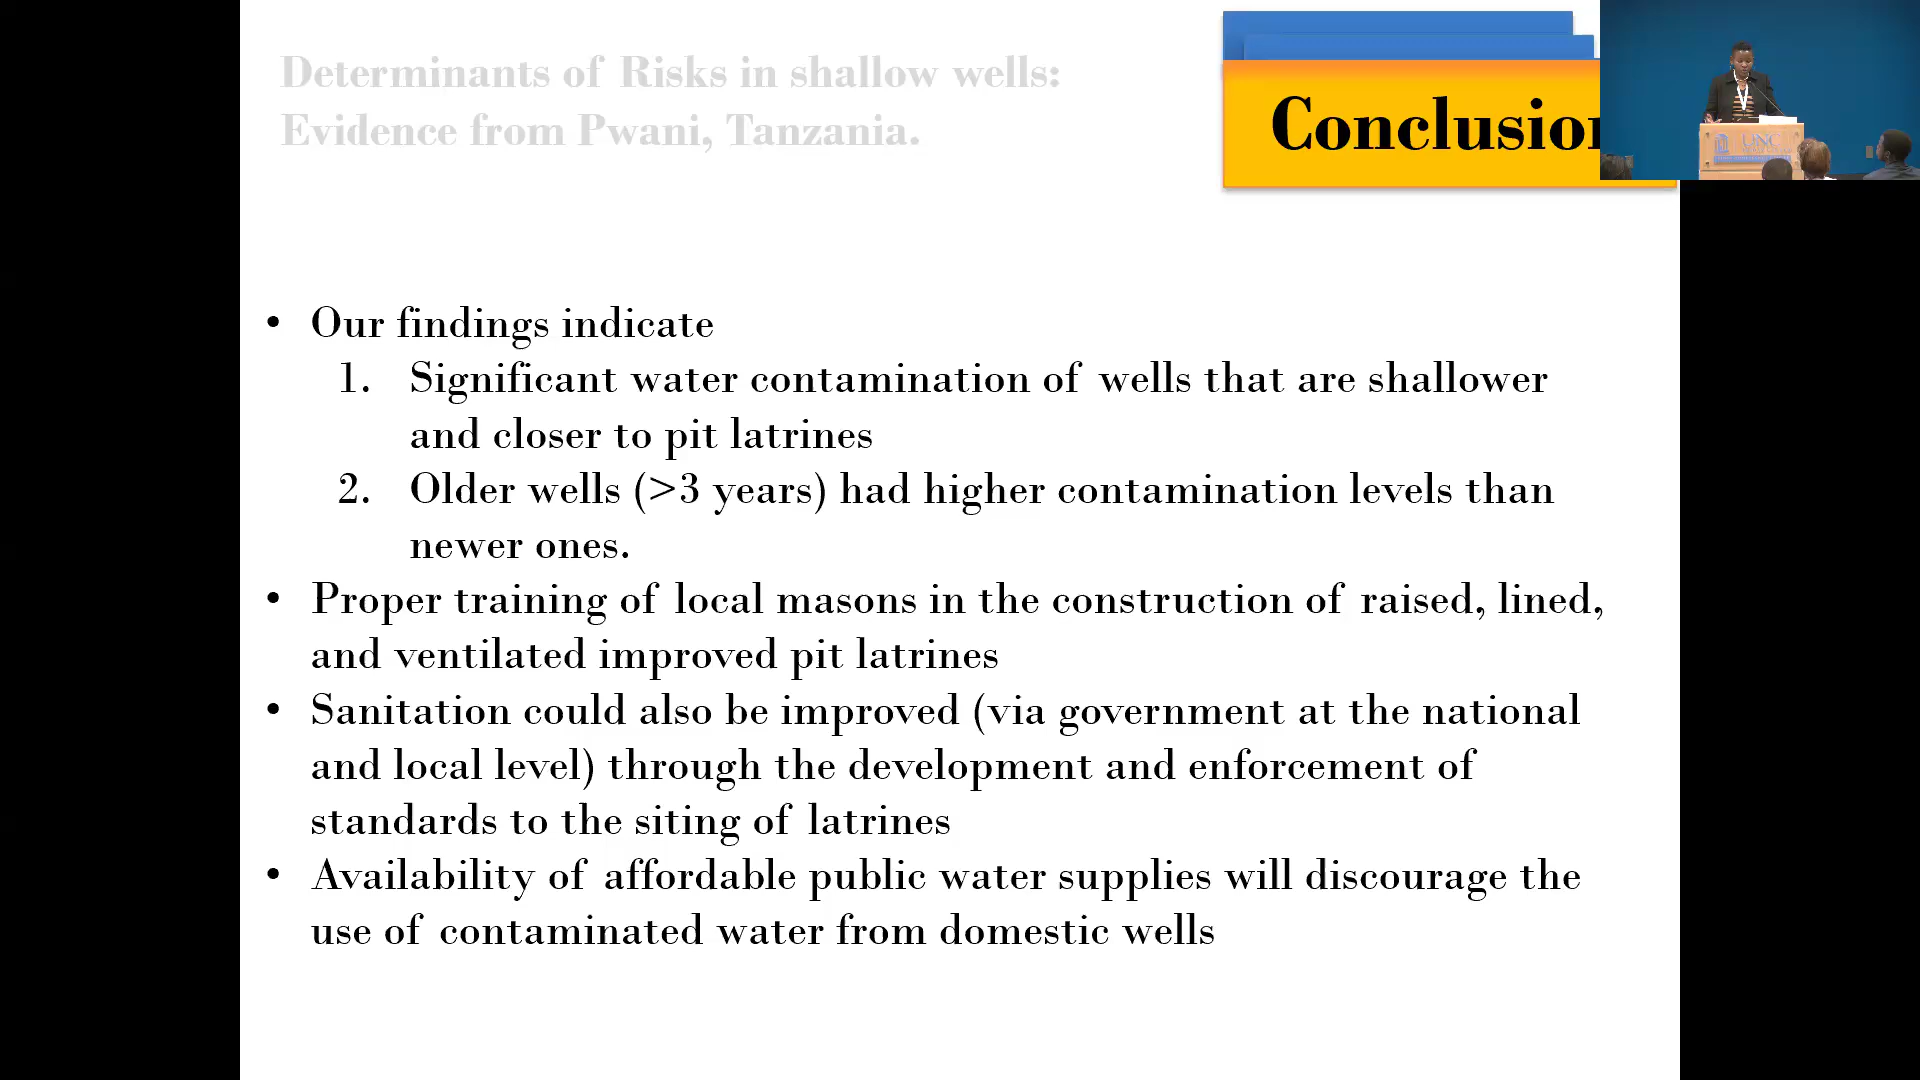 Determinants of Risks in shallow wells:
Evidence from Pwani, Tanzania.
Conclusion
UNC
• Our findings indicate
1. Significant water contamination of wells that are shallower
and closer to pit latrines
2. Older wells (>3 years) had higher contamination levels than
newer ones.
• Proper training of local masons in the construction of raised, lined,
and ventilated improved pit latrines
• Sanitation could also be improved (via government at the national
and local level) through the development and enforcement of
standards to the siting of latrines
• Availability of affordable public water supplies will discourage the
use of contaminated water from domestic wells